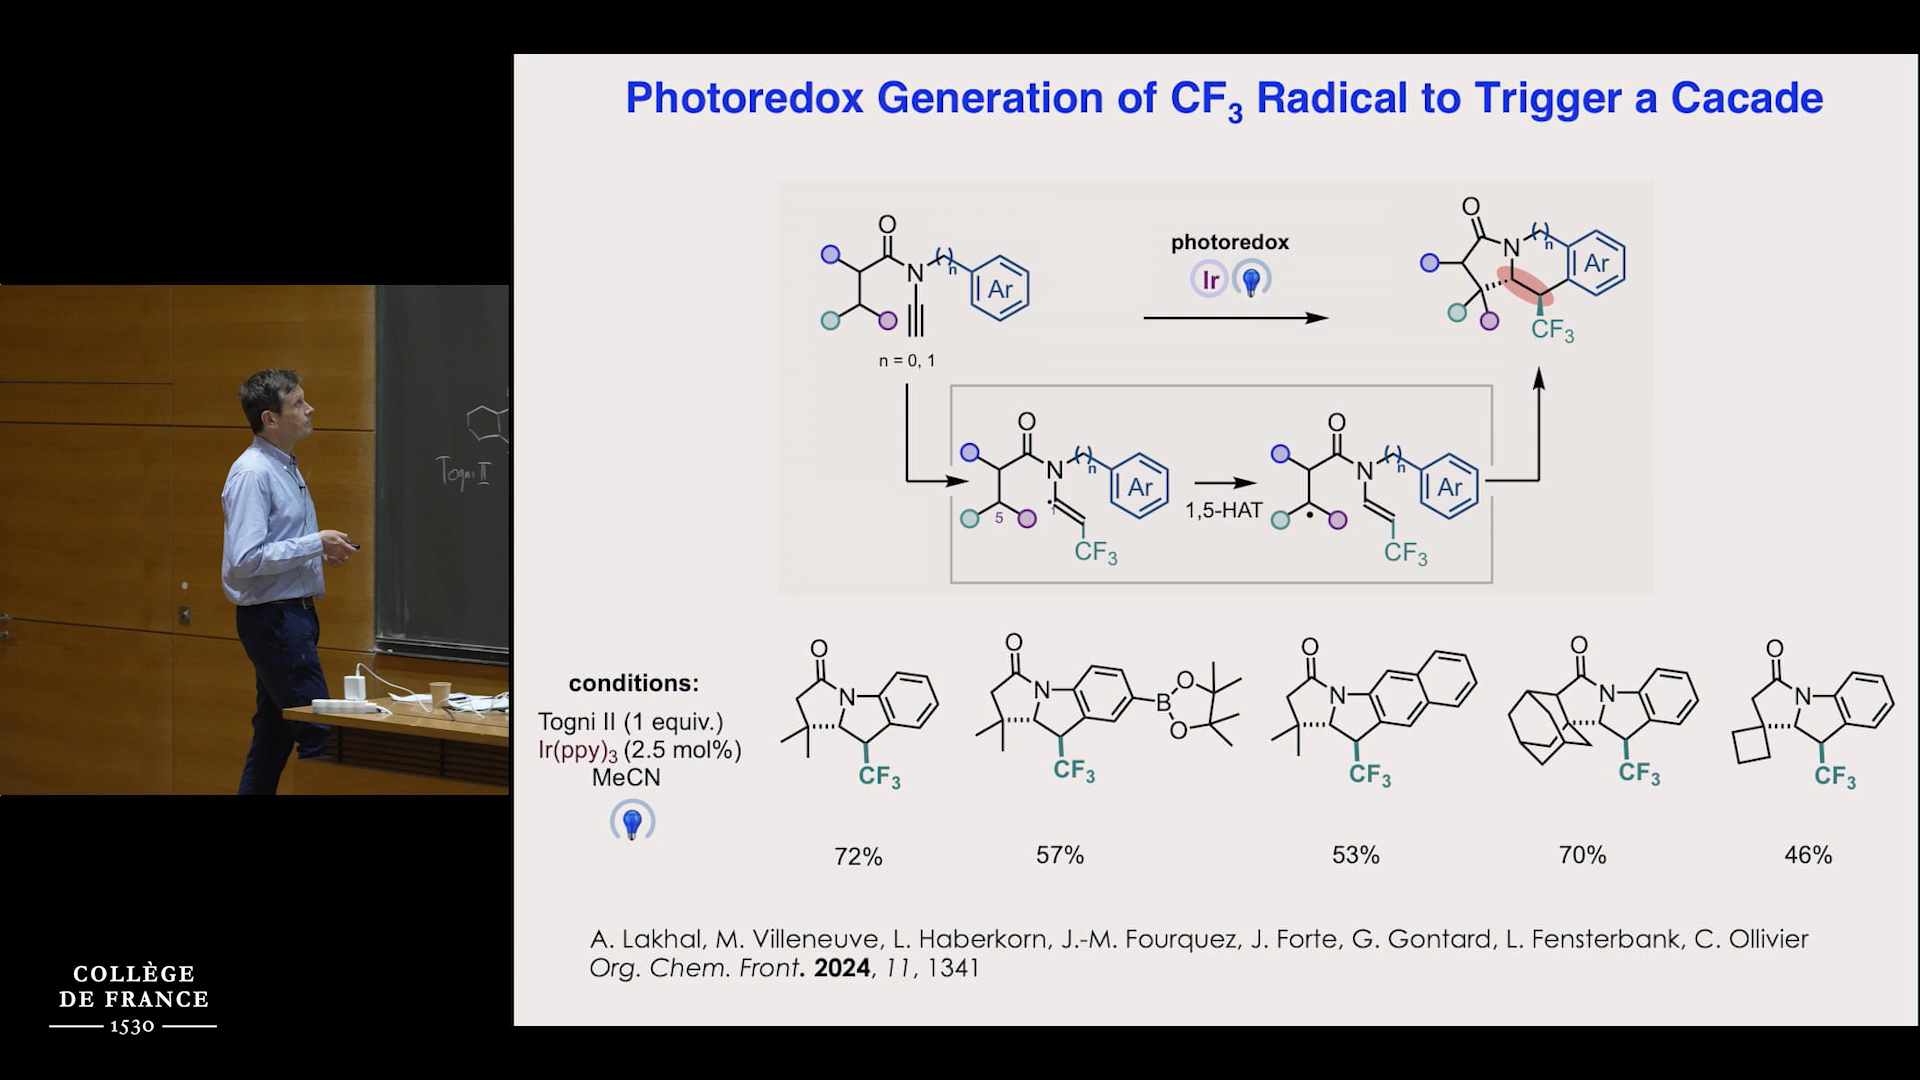 Photoredox Generation of CF3 Radical to Trigger a Cacade
O
N
( )n
Ar
n = 0, 1
photoredox
Ir
O
N
( )n
Ar
CF3
O
N
( )n
Ar
5
1
CF3
1,5-HAT
O
N
( )n
Ar
CF3
Togni II
conditions:
Togni II (1 equiv.)
Ir(ppy)3 (2.5 mol%)
MeCN
O
N
CF3
72%
O
N
B
O
O
CF3
57%
O
N
CF3
53%
O
N
CF3
70%
O
N
CF3
46%
A. Lakhal, M. Villeneuve, L. Haberkorn, J.-M. Fourquez, J. Forte, G. Gontard, L. Fensterbank, C. Ollivier
Org. Chem. Front. 2024, 11, 1341
COLLÈGE
DE FRANCE
1530